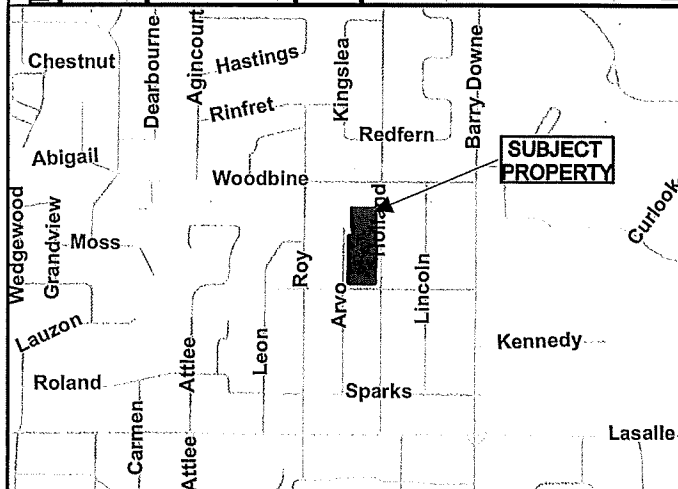 Chestnut
Dearbourne
Agincourt
Hastings
Kingslea
Barry-Downe
Rinfret
Redfern
Abigail
Woodbine
SUBJECT
PROPERTY
Wedgewood
Grandview
Moss
Holland
Curlook
Roy
Arvo
Lincoln
Lauzon
Attlee
Leon
Kennedy
Roland
Sparks
Carmen
Attlee
Lasalle